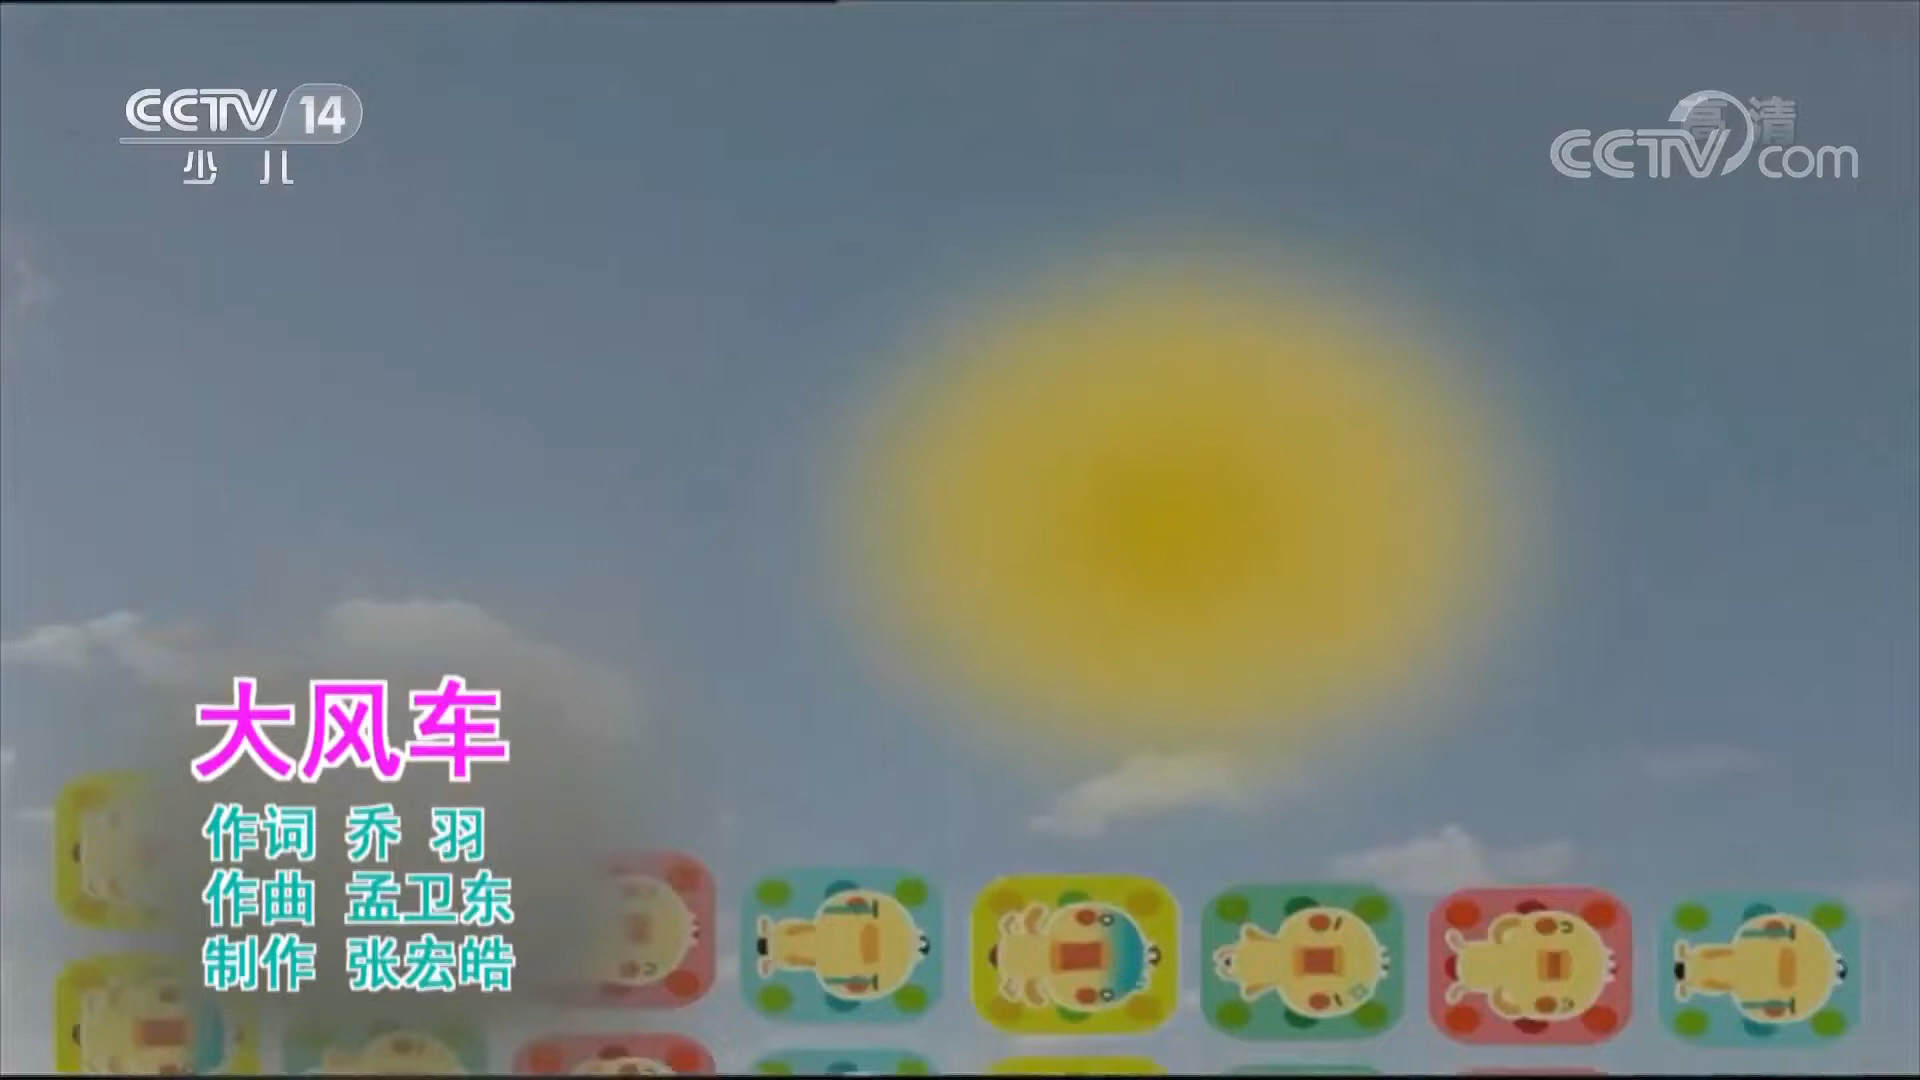 CCTV 14
少儿
高清
CCTV com
大风车
作词 乔 羽
作曲 孟卫东
制作 张宏皓